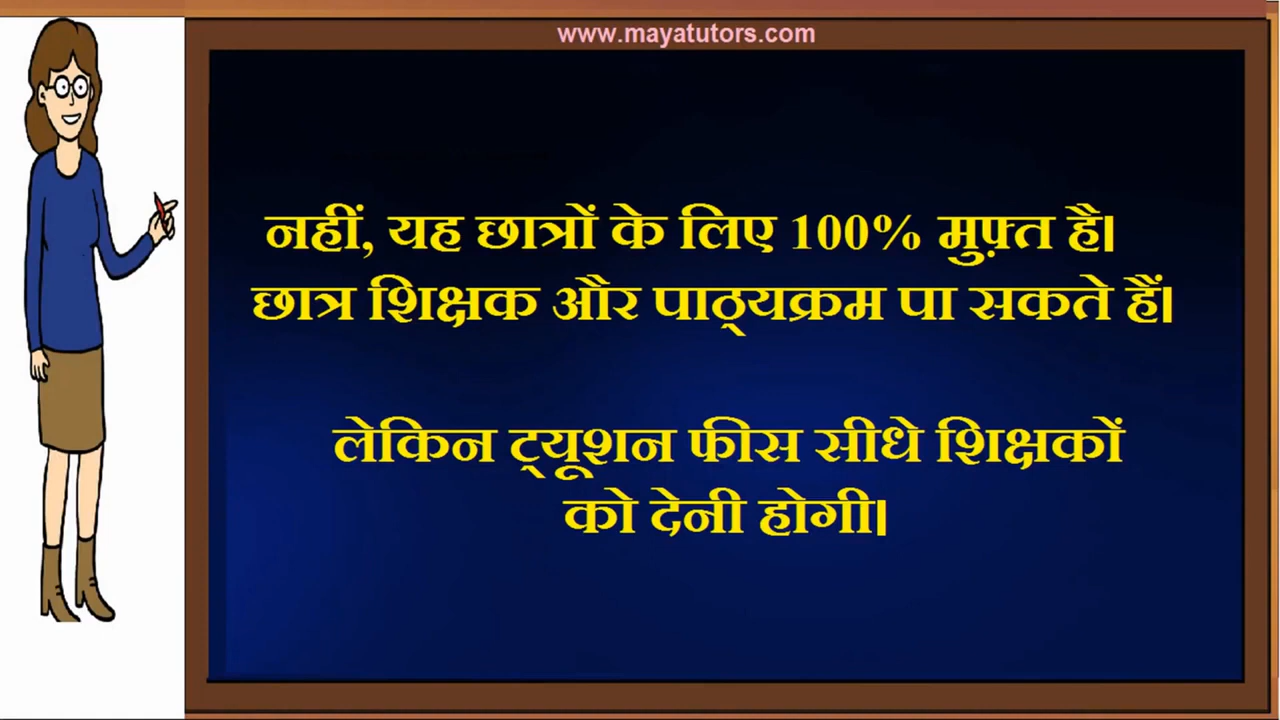 www.mayatutors.com
नहीं, यह छात्रों के लिए 100% मुफ़्त है।
छात्र शिक्षक और पाठ्यक्रम पा सकते हैं।
लेकिन ट्यूशन फीस सीधे शिक्षकों
को देनी होगी।